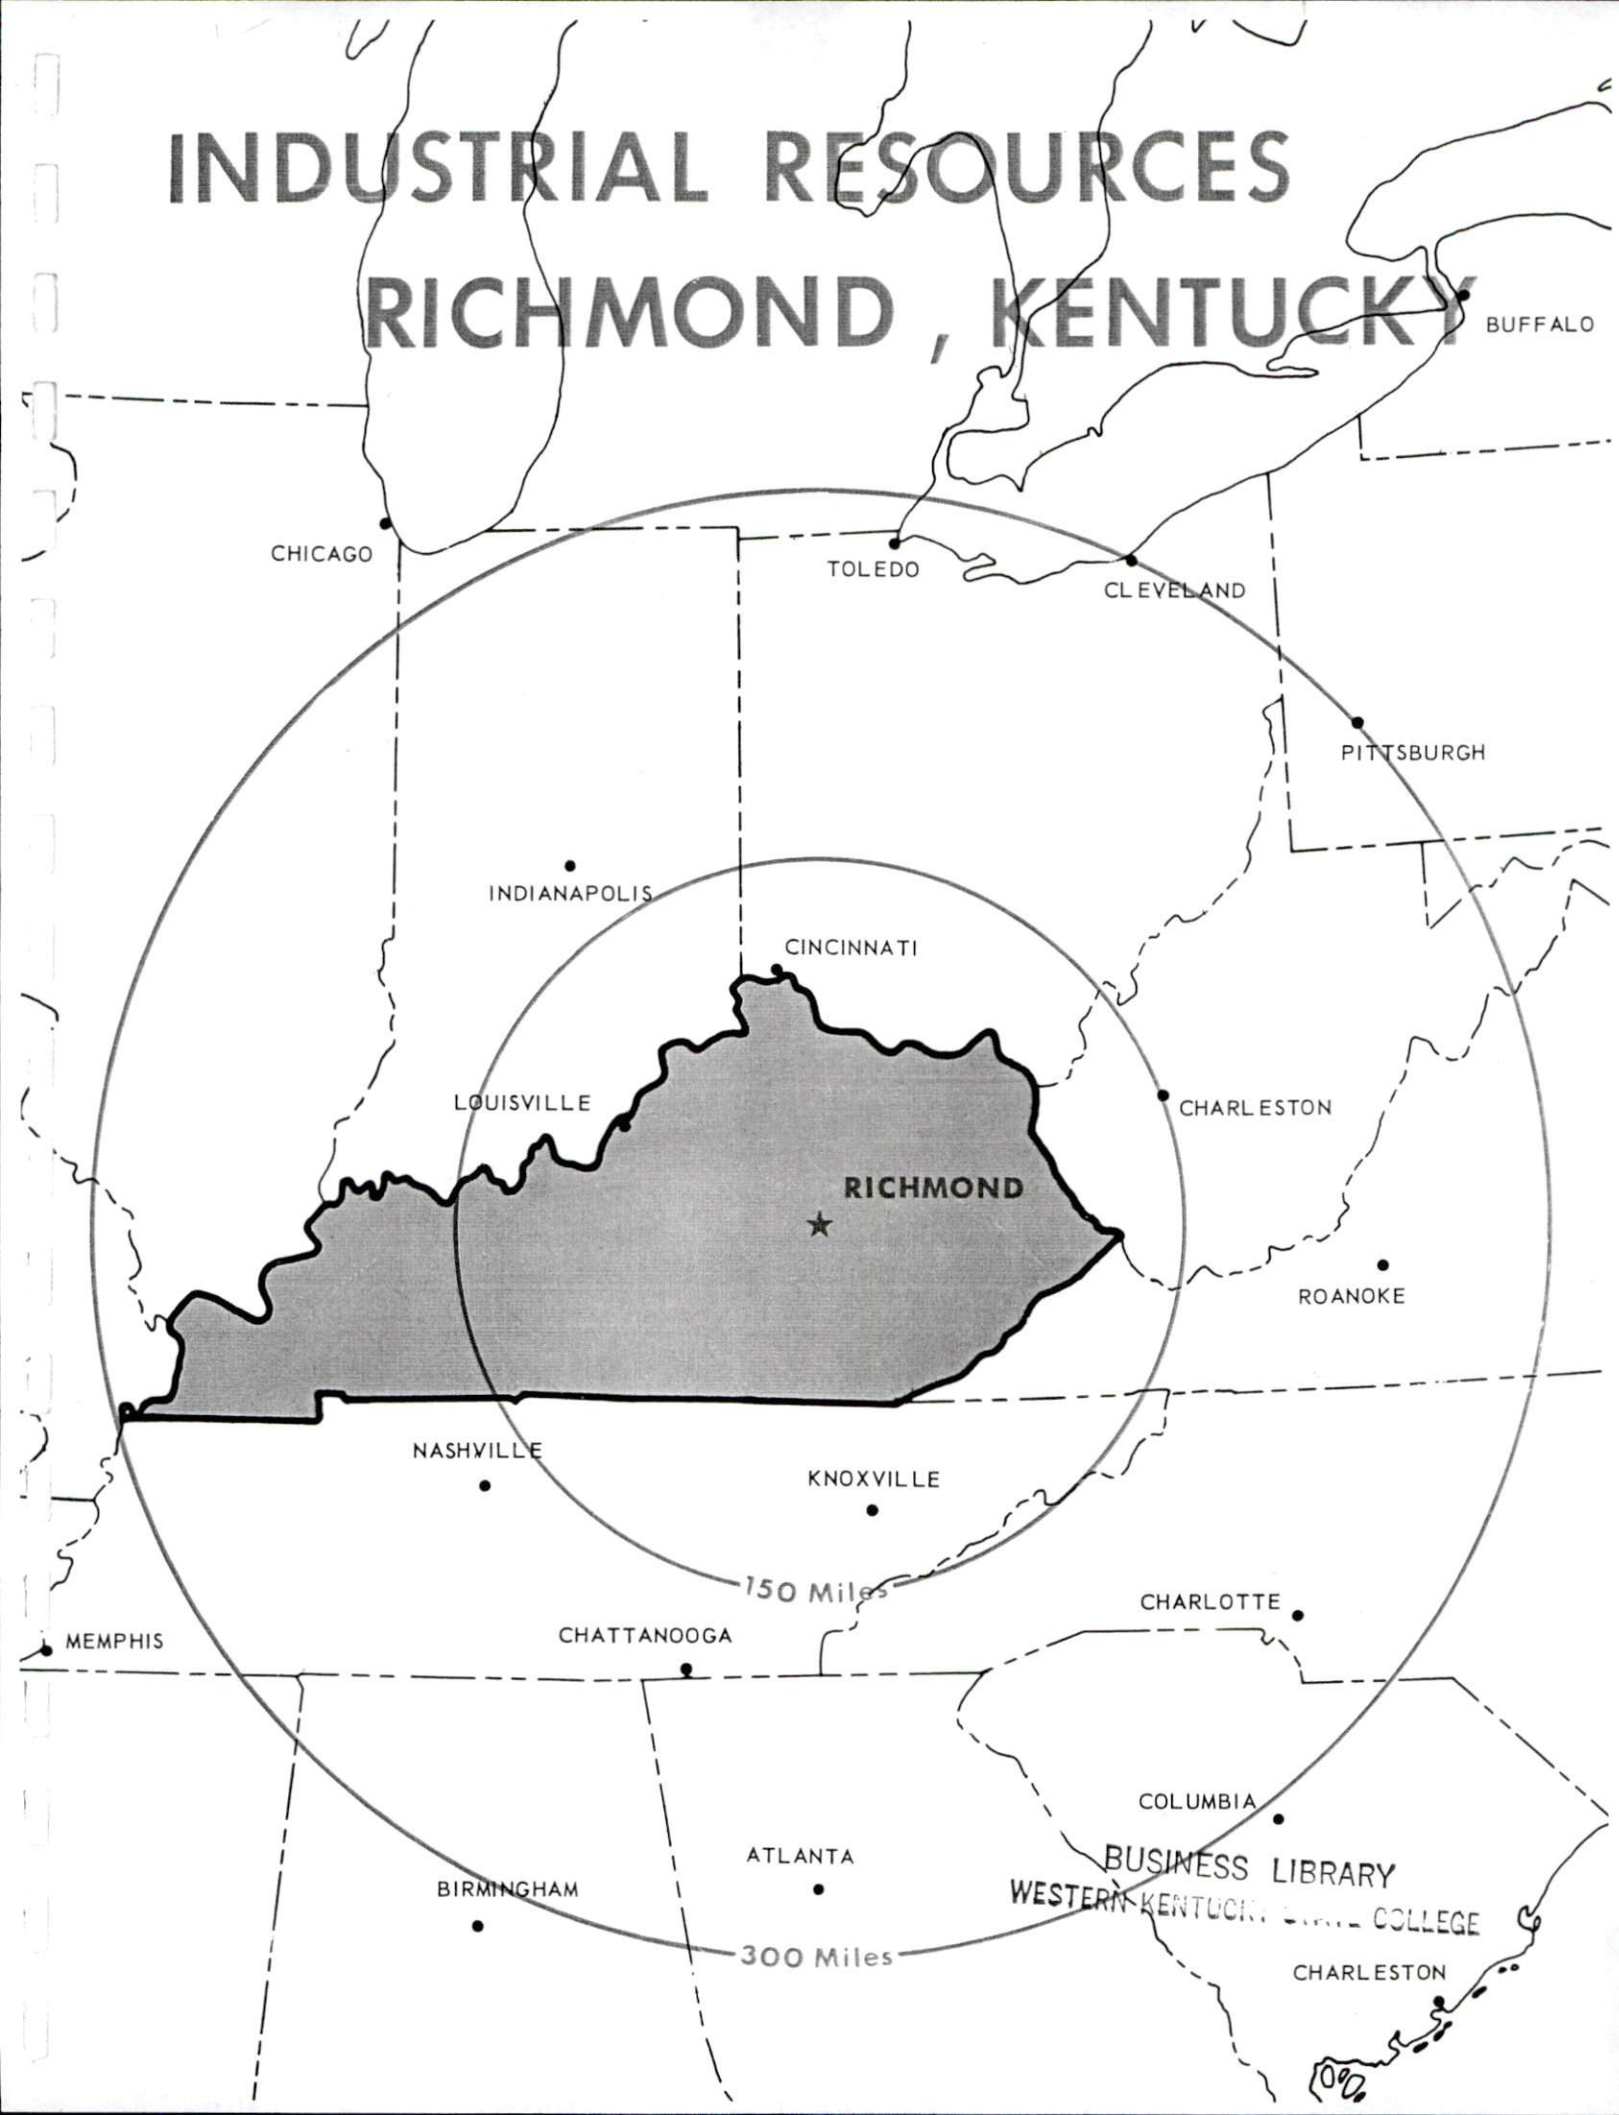 INDUSTRIAL RESOURCES
RICHMOND, KENTUCKY
BUFFALO
CHICAGO
TOLEDO
CLEVELAND
PITTSBURGH
INDIANAPOLIS
CINCINNATI
LOUISVILLE
CHARLESTON
RICHMOND
ROANOKE
NASHVILLE
KNOXVILLE
150 Miles
CHARLOTTE
MEMPHIS
CHATTANOOGA
COLUMBIA
ATLANTA
BUSINESS LIBRARY
BIRMINGHAM
WESTERN KENTUCKY STATE COLLEGE
300 Miles
CHARLESTON